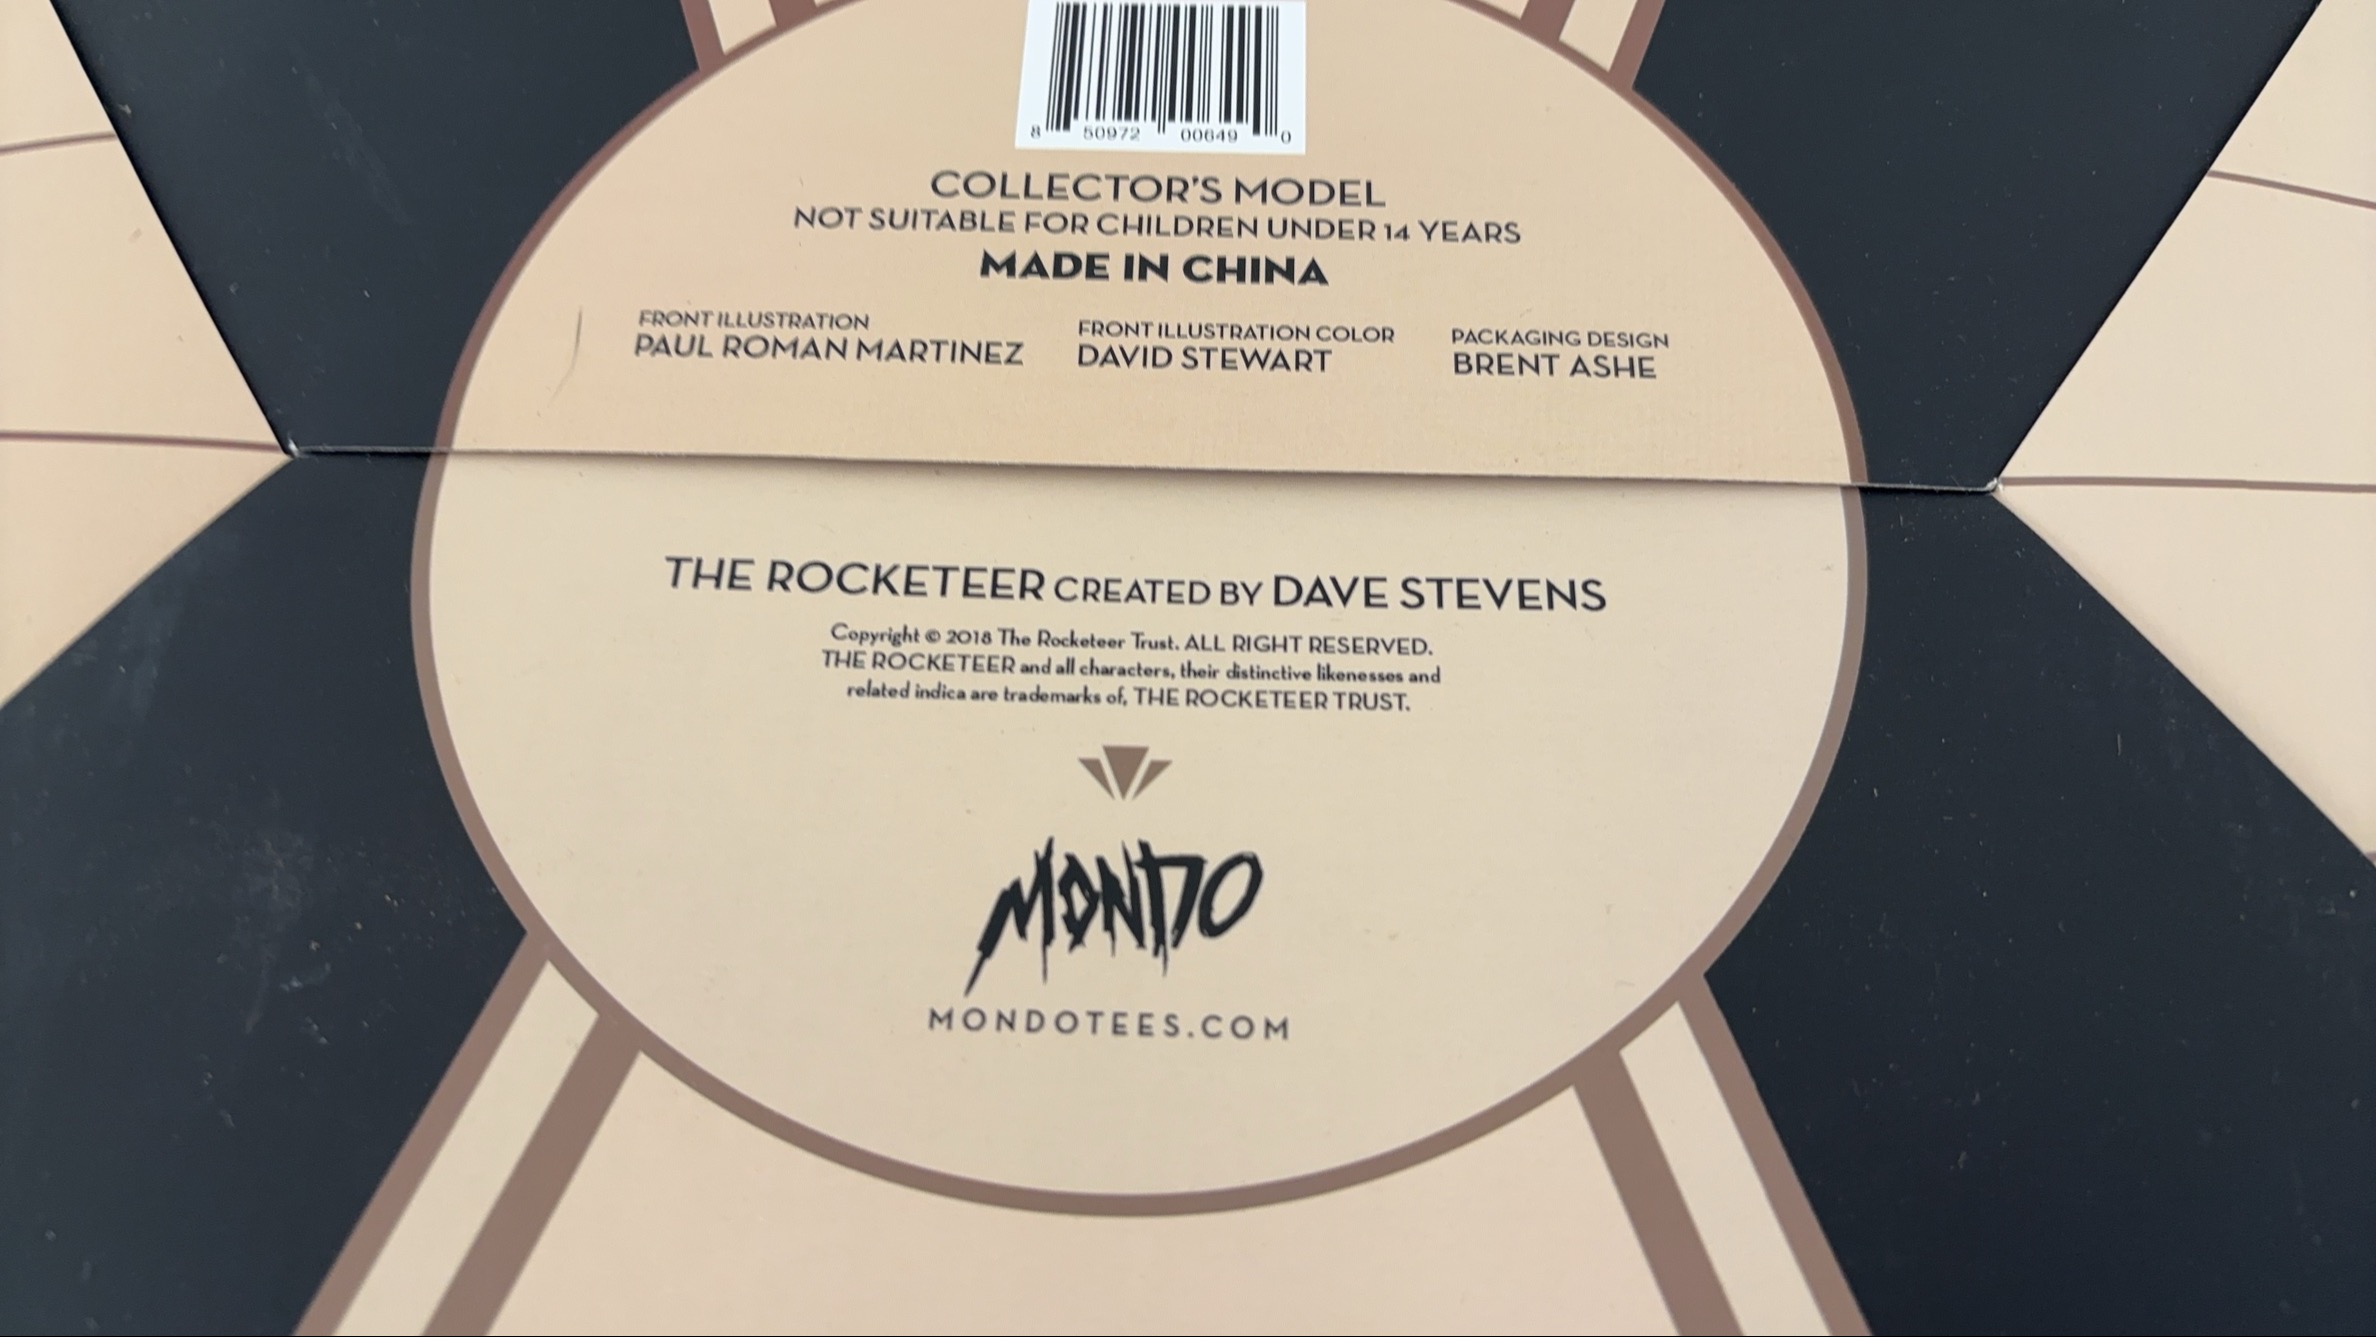 8 50972 00649 0
COLLECTOR'S MODEL
NOT SUITABLE FOR CHILDREN UNDER 14 YEARS
MADE IN CHINA
FRONT ILLUSTRATION
PAUL ROMAN MARTINEZ
FRONT ILLUSTRATION COLOR
DAVID STEWART
PACKAGING DESIGN
BRENT ASHE
THE ROCKETEER CREATED BY DAVE STEVENS
Copyright © 2018 The Rocketeer Trust. ALL RIGHT RESERVED.
THE ROCKETEER and all characters, their distinctive likenesses and
related indica are trademarks of, THE ROCKETEER TRUST.
MONDO
MONDOTEES.COM